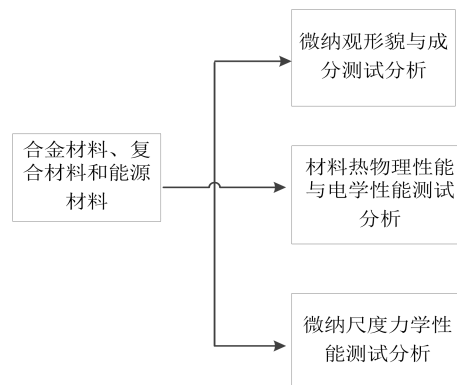 微纳观形貌与成
分测试分析
合金材料、复
合材料和能源
材料
材料热物理性能
与电学性能测试
分析
微纳尺度力学性
能测试分析